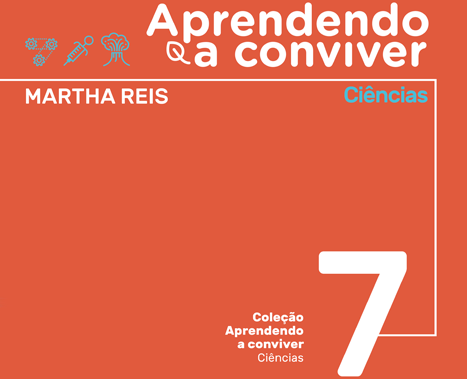 Aprendendo
a conviver
MARTHA REIS
Ciências
7
Coleção
Aprendendo
a conviver
Ciências